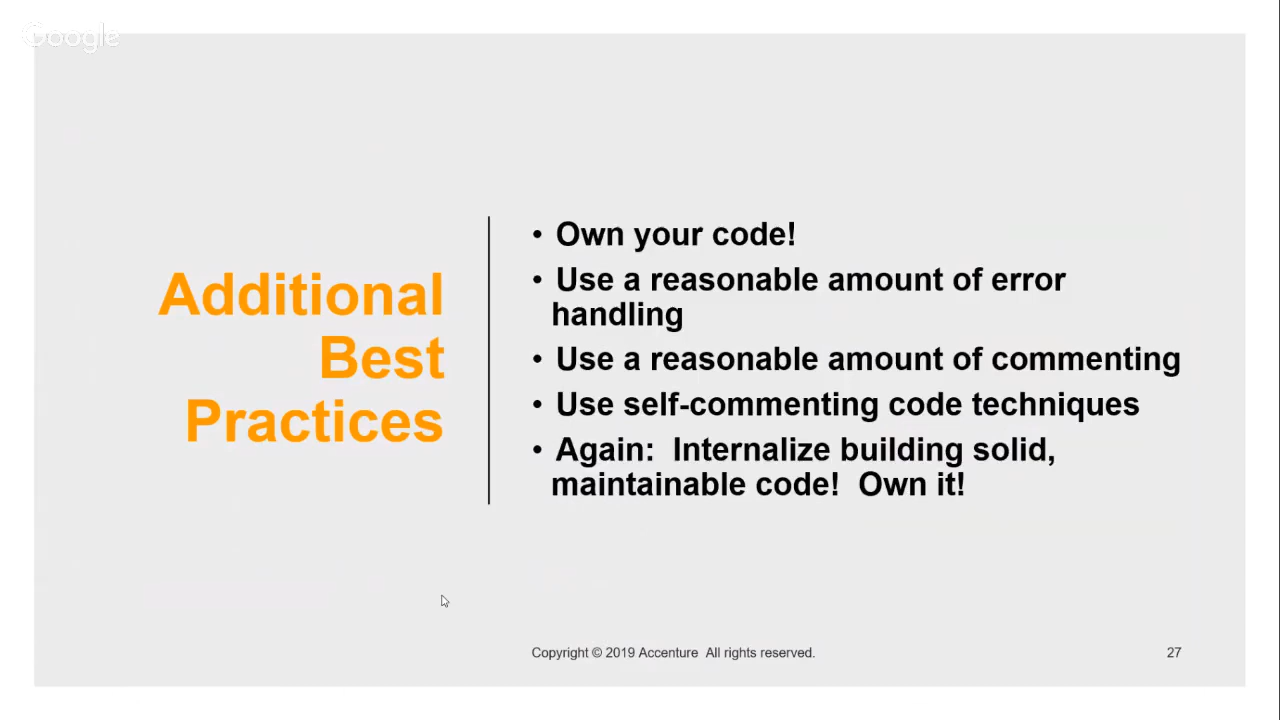 Google
Additional
Best
Practices
• Own your code!
• Use a reasonable amount of error
handling
• Use a reasonable amount of commenting
• Use self-commenting code techniques
• Again:  Internalize building solid,
maintainable code!  Own it!
Copyright © 2019 Accenture  All rights reserved.
27